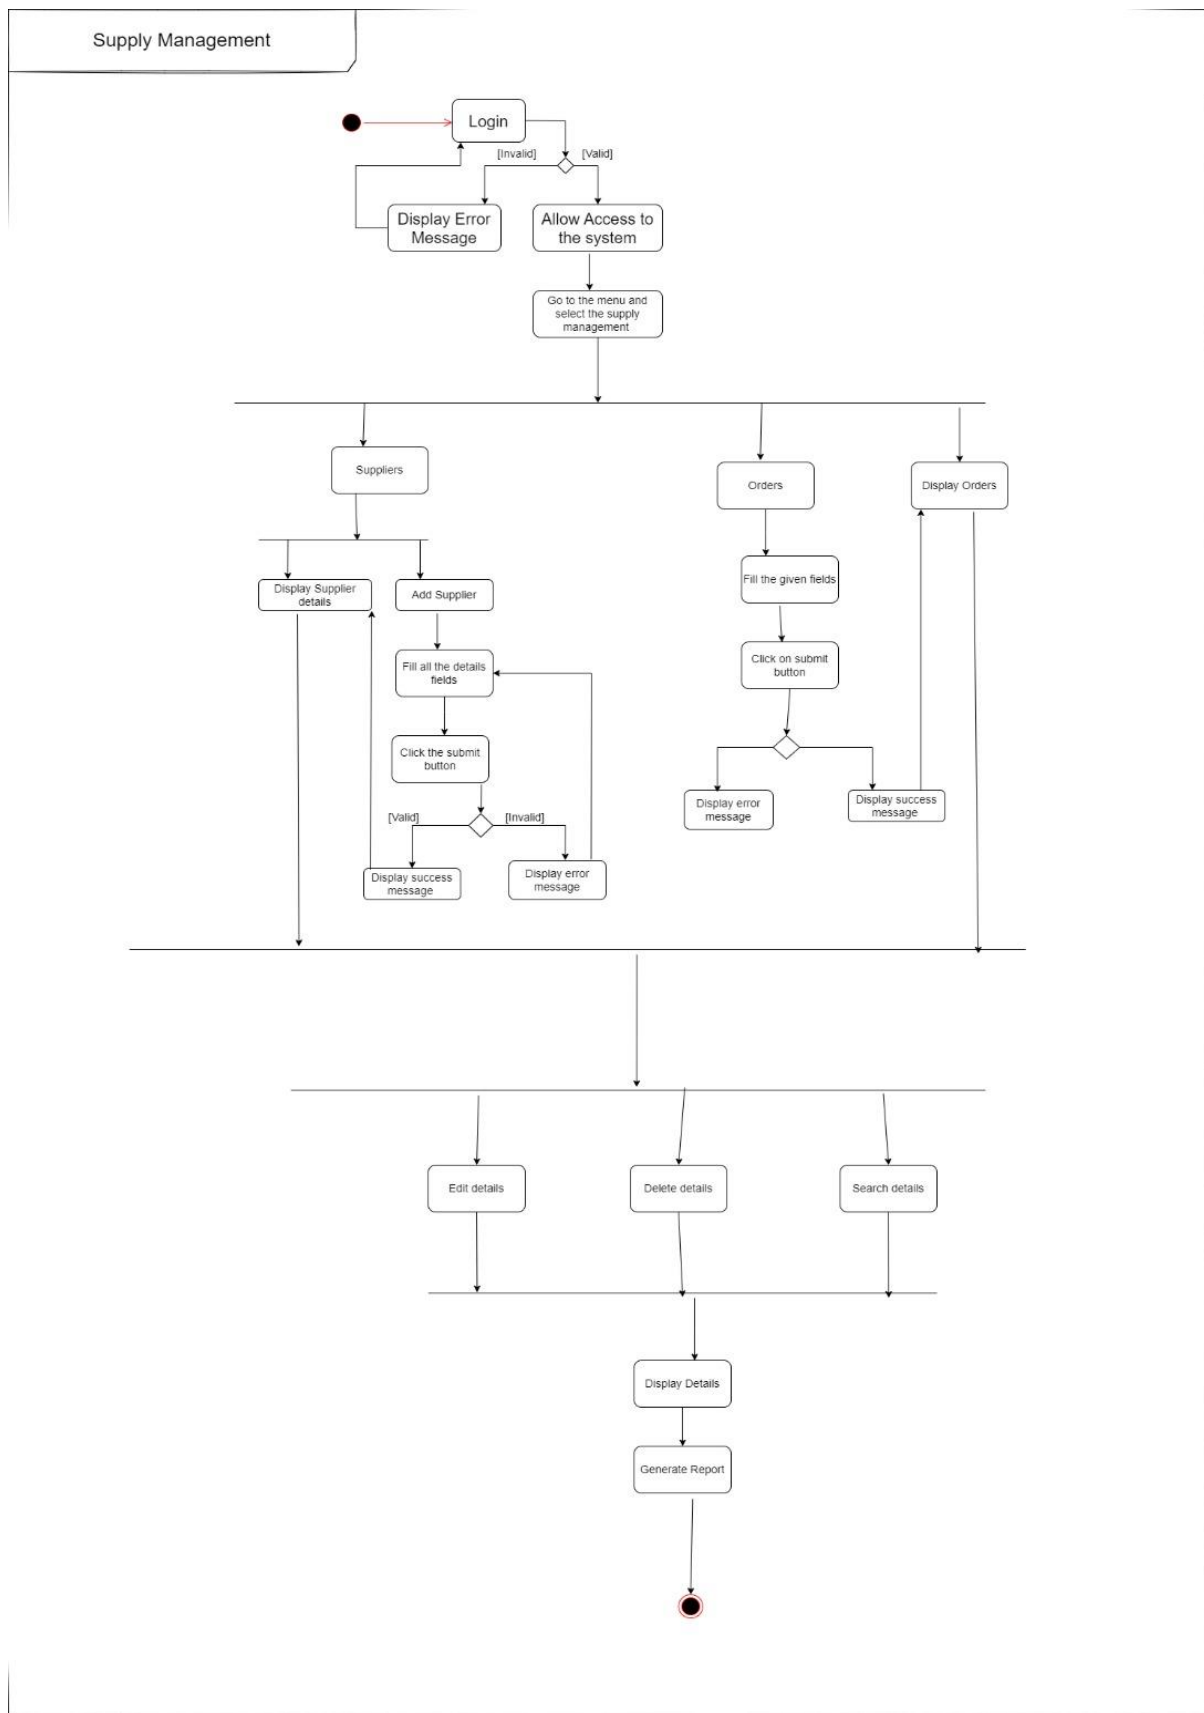 Supply Management
Login
[Invalid]
[Valid]
Display Error
Message
Allow Access to
the system
Go to the menu and
select the supply
management
Suppliers
Orders
Display Orders
Display Supplier
details
Add Supplier
Fill the given fields
Fill all the details
fields
Click on submit
button
Click the submit
button
Display error
message
Display success
message
[Valid]
[Invalid]
Display success
message
Display error
message
Edit details
Delete details
Search details
Display Details
Generate Report